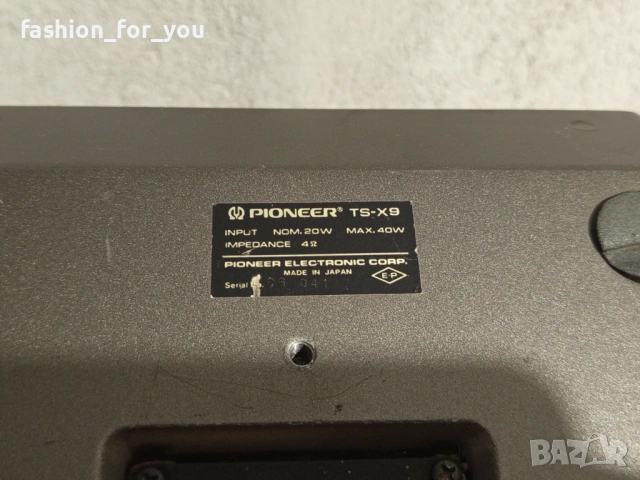 fashion_for_you
PIONEER® TS-X9
INPUT NOM. 20W MAX. 40W
IMPEDANCE 4Ω
PIONEER ELECTRONIC CORP.
MADE IN JAPAN
E-P
Serial
041
BAZAR